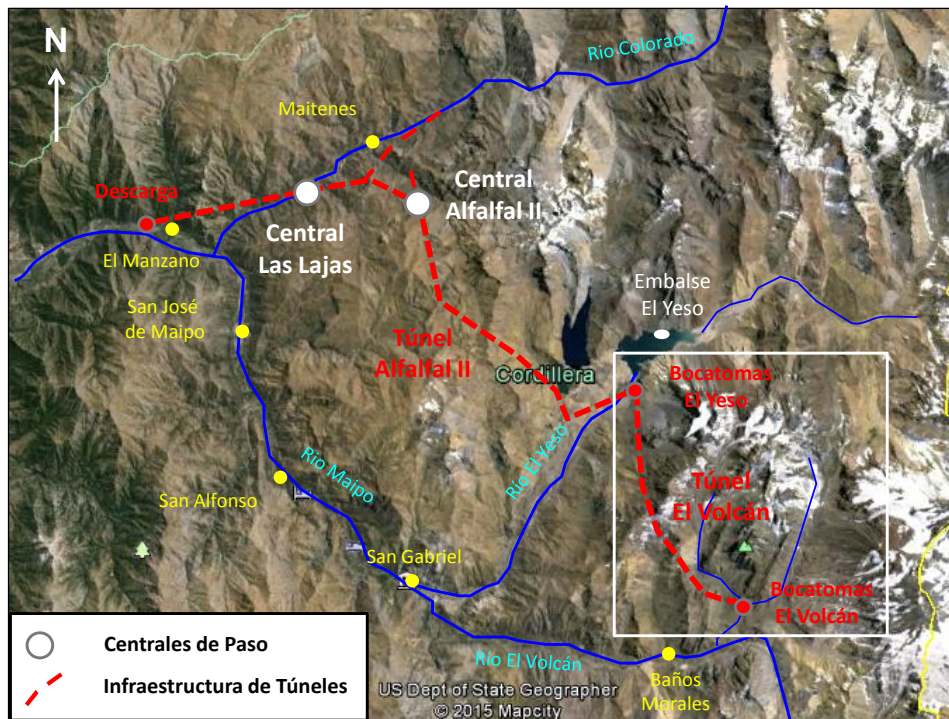 N
Río Colorado
Maitenes
Descarga
Central
Alfalfal II
Central
Las Lajas
El Manzano
San José
de Maipo
Embalse
El Yeso
Túnel
Alfalfal II
Cordillera
Bocatomas
El Yeso
Río El Yeso
Río Maipo
San Alfonso
Túnel
El Volcán
San Gabriel
Bocatomas
El Volcán
Río El Volcán
Baños
Morales
Centrales de Paso
Infraestructura de Túneles
US Dept of State Geographer
© 2015 Mapcity